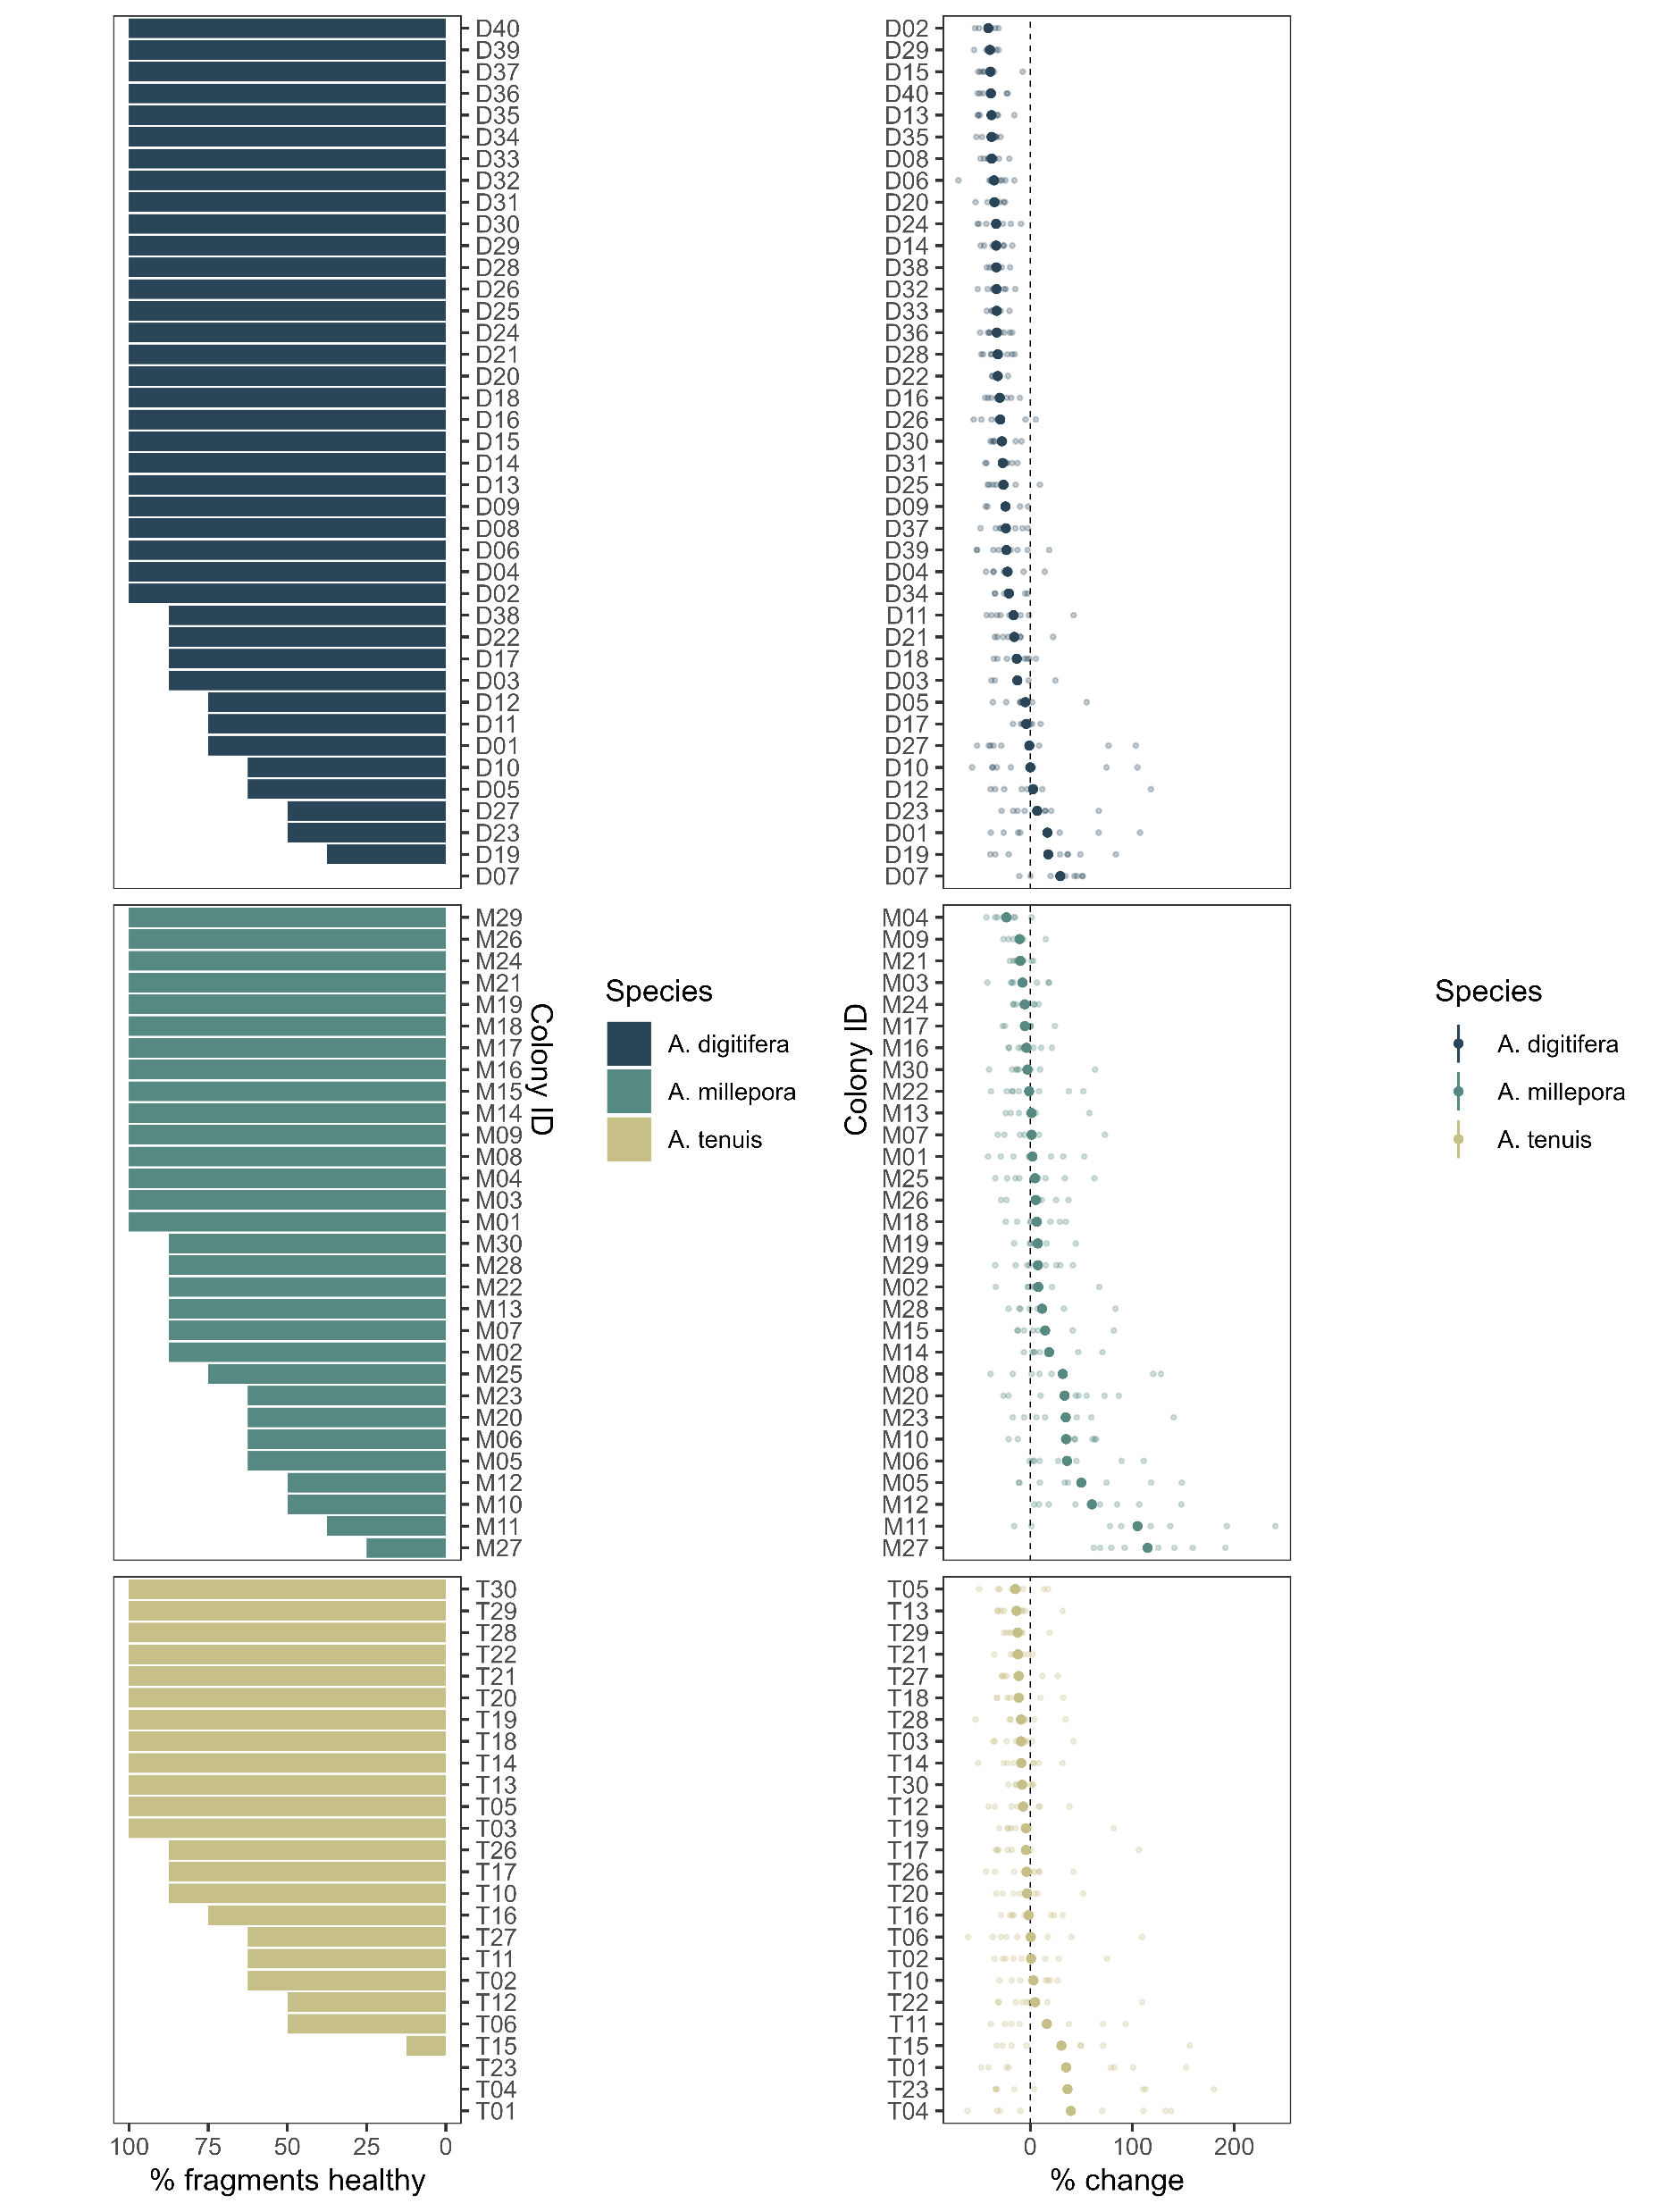 D40
D39
D37
D36
D35
D34
D33
D32
D31
D30
D29
D28
D26
D25
D24
D21
D20
D18
D16
D15
D14
D13
D09
D08
D06
D04
D02
D38
D22
D17
D03
D12
D11
D01
D10
D05
D27
D23
D19
D07
M29
M26
M24
M21
M19
M18
M17
M16
M15
M14
M09
M08
M04
M03
M01
M30
M28
M22
M13
M07
M02
M25
M23
M20
M06
M05
M12
M10
M11
M27
T30
T29
T28
T22
T21
T20
T19
T18
T14
T13
T05
T03
T26
T17
T10
T16
T27
T11
T02
T12
T06
T15
T23
T04
T01
100 75 50 25 0
% fragments healthy
Colony ID
Species
A. digitifera
A. millepora
A. tenuis
Colony ID
D02
D29
D15
D40
D13
D35
D08
D06
D20
D24
D14
D38
D32
D33
D36
D28
D22
D16
D26
D30
D31
D25
D09
D37
D39
D04
D34
D11
D21
D18
D03
D05
D17
D27
D10
D12
D23
D01
D19
D07
M04
M09
M21
M03
M24
M17
M16
M30
M22
M13
M07
M01
M25
M26
M18
M19
M29
M02
M28
M15
M14
M08
M20
M23
M10
M06
M05
M12
M11
M27
T05
T13
T29
T21
T27
T18
T28
T03
T14
T30
T12
T19
T17
T26
T20
T16
T06
T02
T10
T22
T11
T15
T01
T23
T04
0 100 200
% change
Species
A. digitifera
A. millepora
A. tenuis